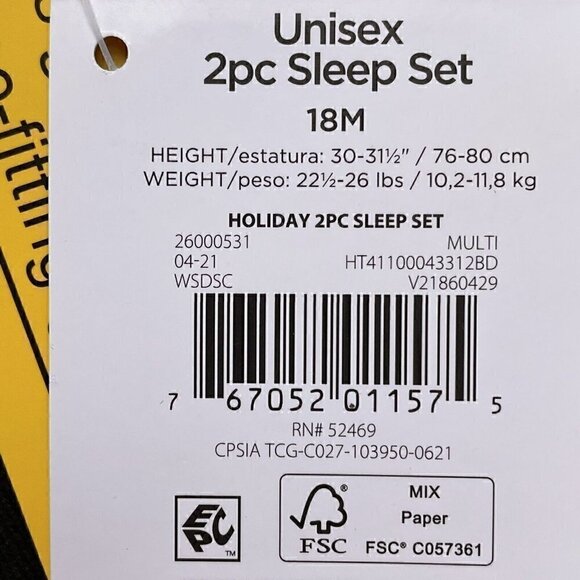 Unisex
2pc Sleep Set
18M
HEIGHT/estatura: 30-31½" / 76-80 cm
WEIGHT/peso: 22½-26 lbs / 10,2-11,8 kg
HOLIDAY 2PC SLEEP SET
26000531 MULTI
04-21 HT41100043312BD
WSDSC V21860429
7 67052 01157 5
RN# 52469
CPSIA TCG-C027-103950-0621
EPC™
FSC
MIX
Paper
FSC® C057361
-fitting